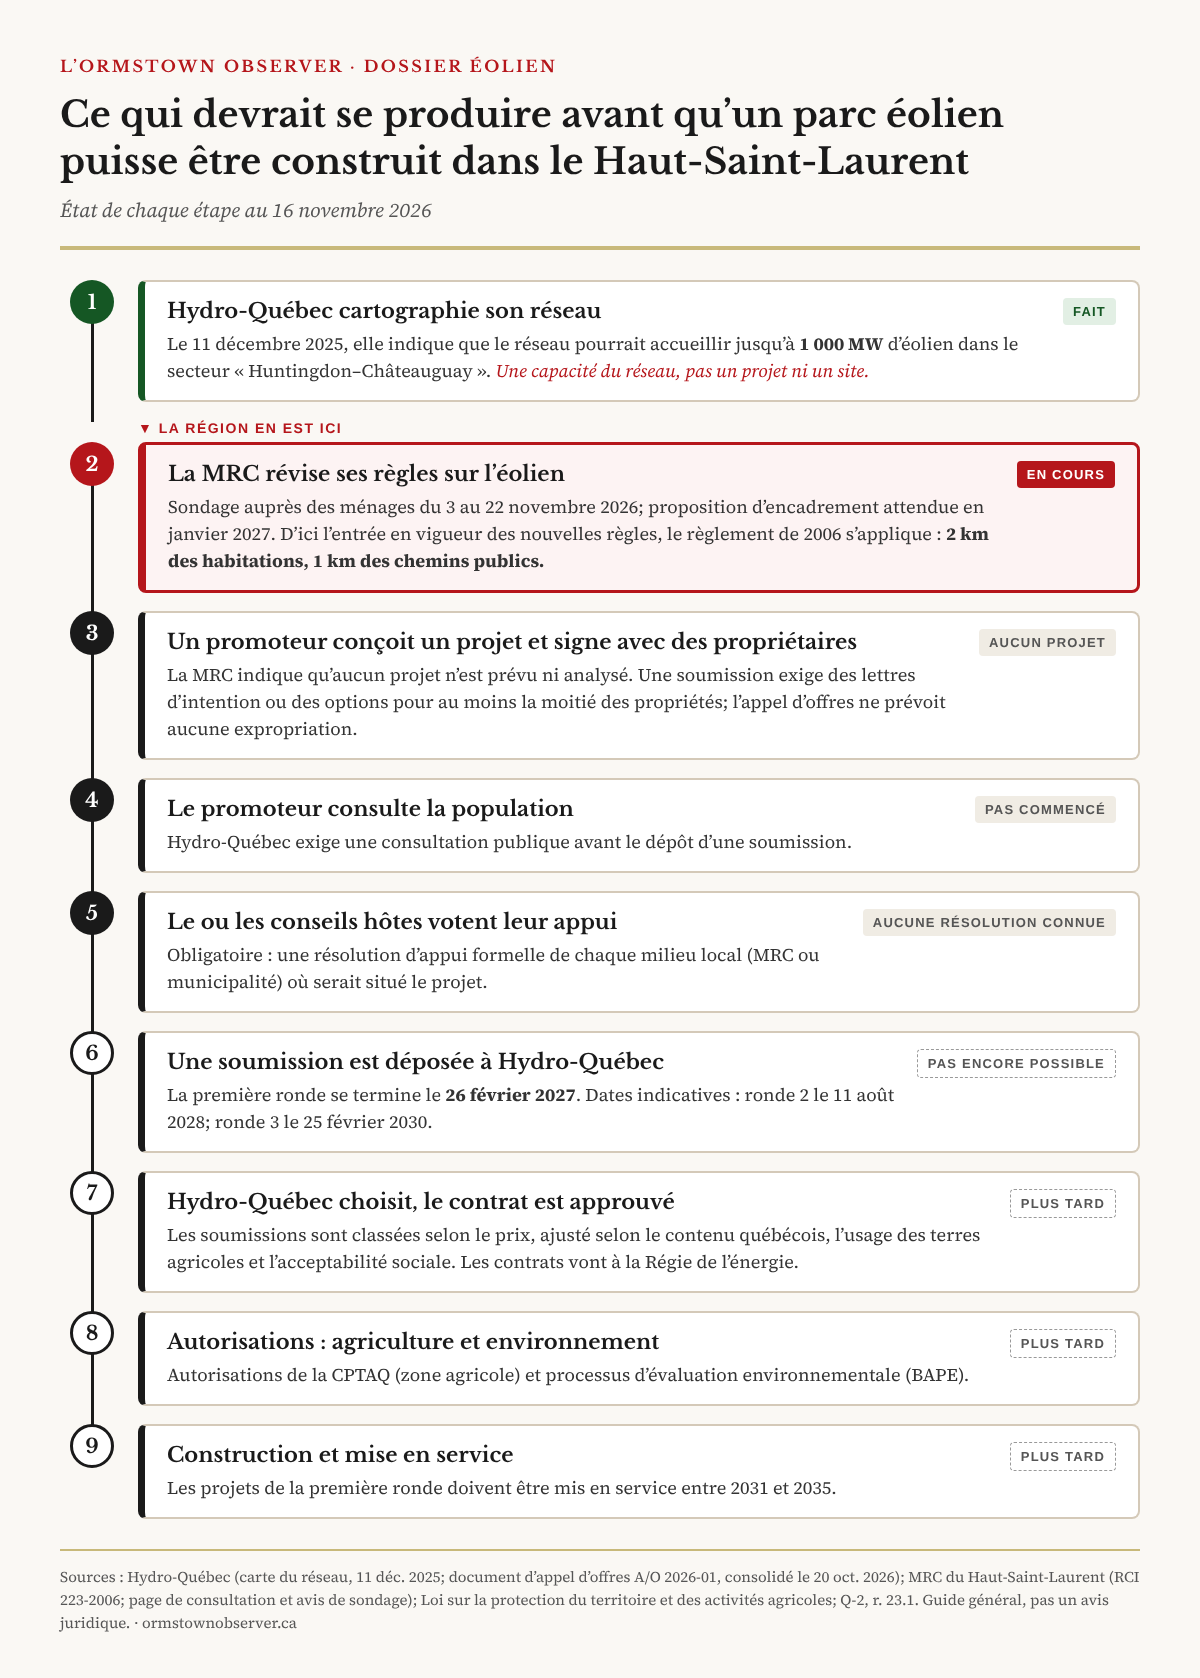 L’ORMSTOWN OBSERVER · DOSSIER ÉOLIEN
Ce qui devrait se produire avant qu’un parc éolien
puisse être construit dans le Haut-Saint-Laurent
État de chaque étape au 16 novembre 2026
1
Hydro-Québec cartographie son réseau
FAIT
Le 11 décembre 2025, elle indique que le réseau pourrait accueillir jusqu’à 1 000 MW d’éolien dans le
secteur « Huntingdon–Châteauguay ». Une capacité du réseau, pas un projet ni un site.
▼ LA RÉGION EN EST ICI
2
La MRC révise ses règles sur l’éolien
EN COURS
Sondage auprès des ménages du 3 au 22 novembre 2026; proposition d’encadrement attendue en
janvier 2027. D’ici l’entrée en vigueur des nouvelles règles, le règlement de 2006 s’applique : 2 km
des habitations, 1 km des chemins publics.
3
Un promoteur conçoit un projet et signe avec des propriétaires
AUCUN PROJET
La MRC indique qu’aucun projet n’est prévu ni analysé. Une soumission exige des lettres
d’intention ou des options pour au moins la moitié des propriétés; l’appel d’offres ne prévoit
aucune expropriation.
4
Le promoteur consulte la population
PAS COMMENCÉ
Hydro-Québec exige une consultation publique avant le dépôt d’une soumission.
5
Le ou les conseils hôtes votent leur appui
AUCUNE RÉSOLUTION CONNUE
Obligatoire : une résolution d’appui formelle de chaque milieu local (MRC ou
municipalité) où serait situé le projet.
6
Une soumission est déposée à Hydro-Québec
PAS ENCORE POSSIBLE
La première ronde se termine le 26 février 2027. Dates indicatives : ronde 2 le 11 août
2028; ronde 3 le 25 février 2030.
7
Hydro-Québec choisit, le contrat est approuvé
PLUS TARD
Les soumissions sont classées selon le prix, ajusté selon le contenu québécois, l’usage des terres
agricoles et l’acceptabilité sociale. Les contrats vont à la Régie de l’énergie.
8
Autorisations : agriculture et environnement
PLUS TARD
Autorisations de la CPTAQ (zone agricole) et processus d’évaluation environnementale (BAPE).
9
Construction et mise en service
PLUS TARD
Les projets de la première ronde doivent être mis en service entre 2031 et 2035.
Sources : Hydro-Québec (carte du réseau, 11 déc. 2025; document d’appel d’offres A/O 2026-01, consolidé le 20 oct. 2026); MRC du Haut-Saint-Laurent (RCI
223-2006; page de consultation et avis de sondage); Loi sur la protection du territoire et des activités agricoles; Q-2, r. 23.1. Guide général, pas un avis
juridique. · ormstownobserver.ca